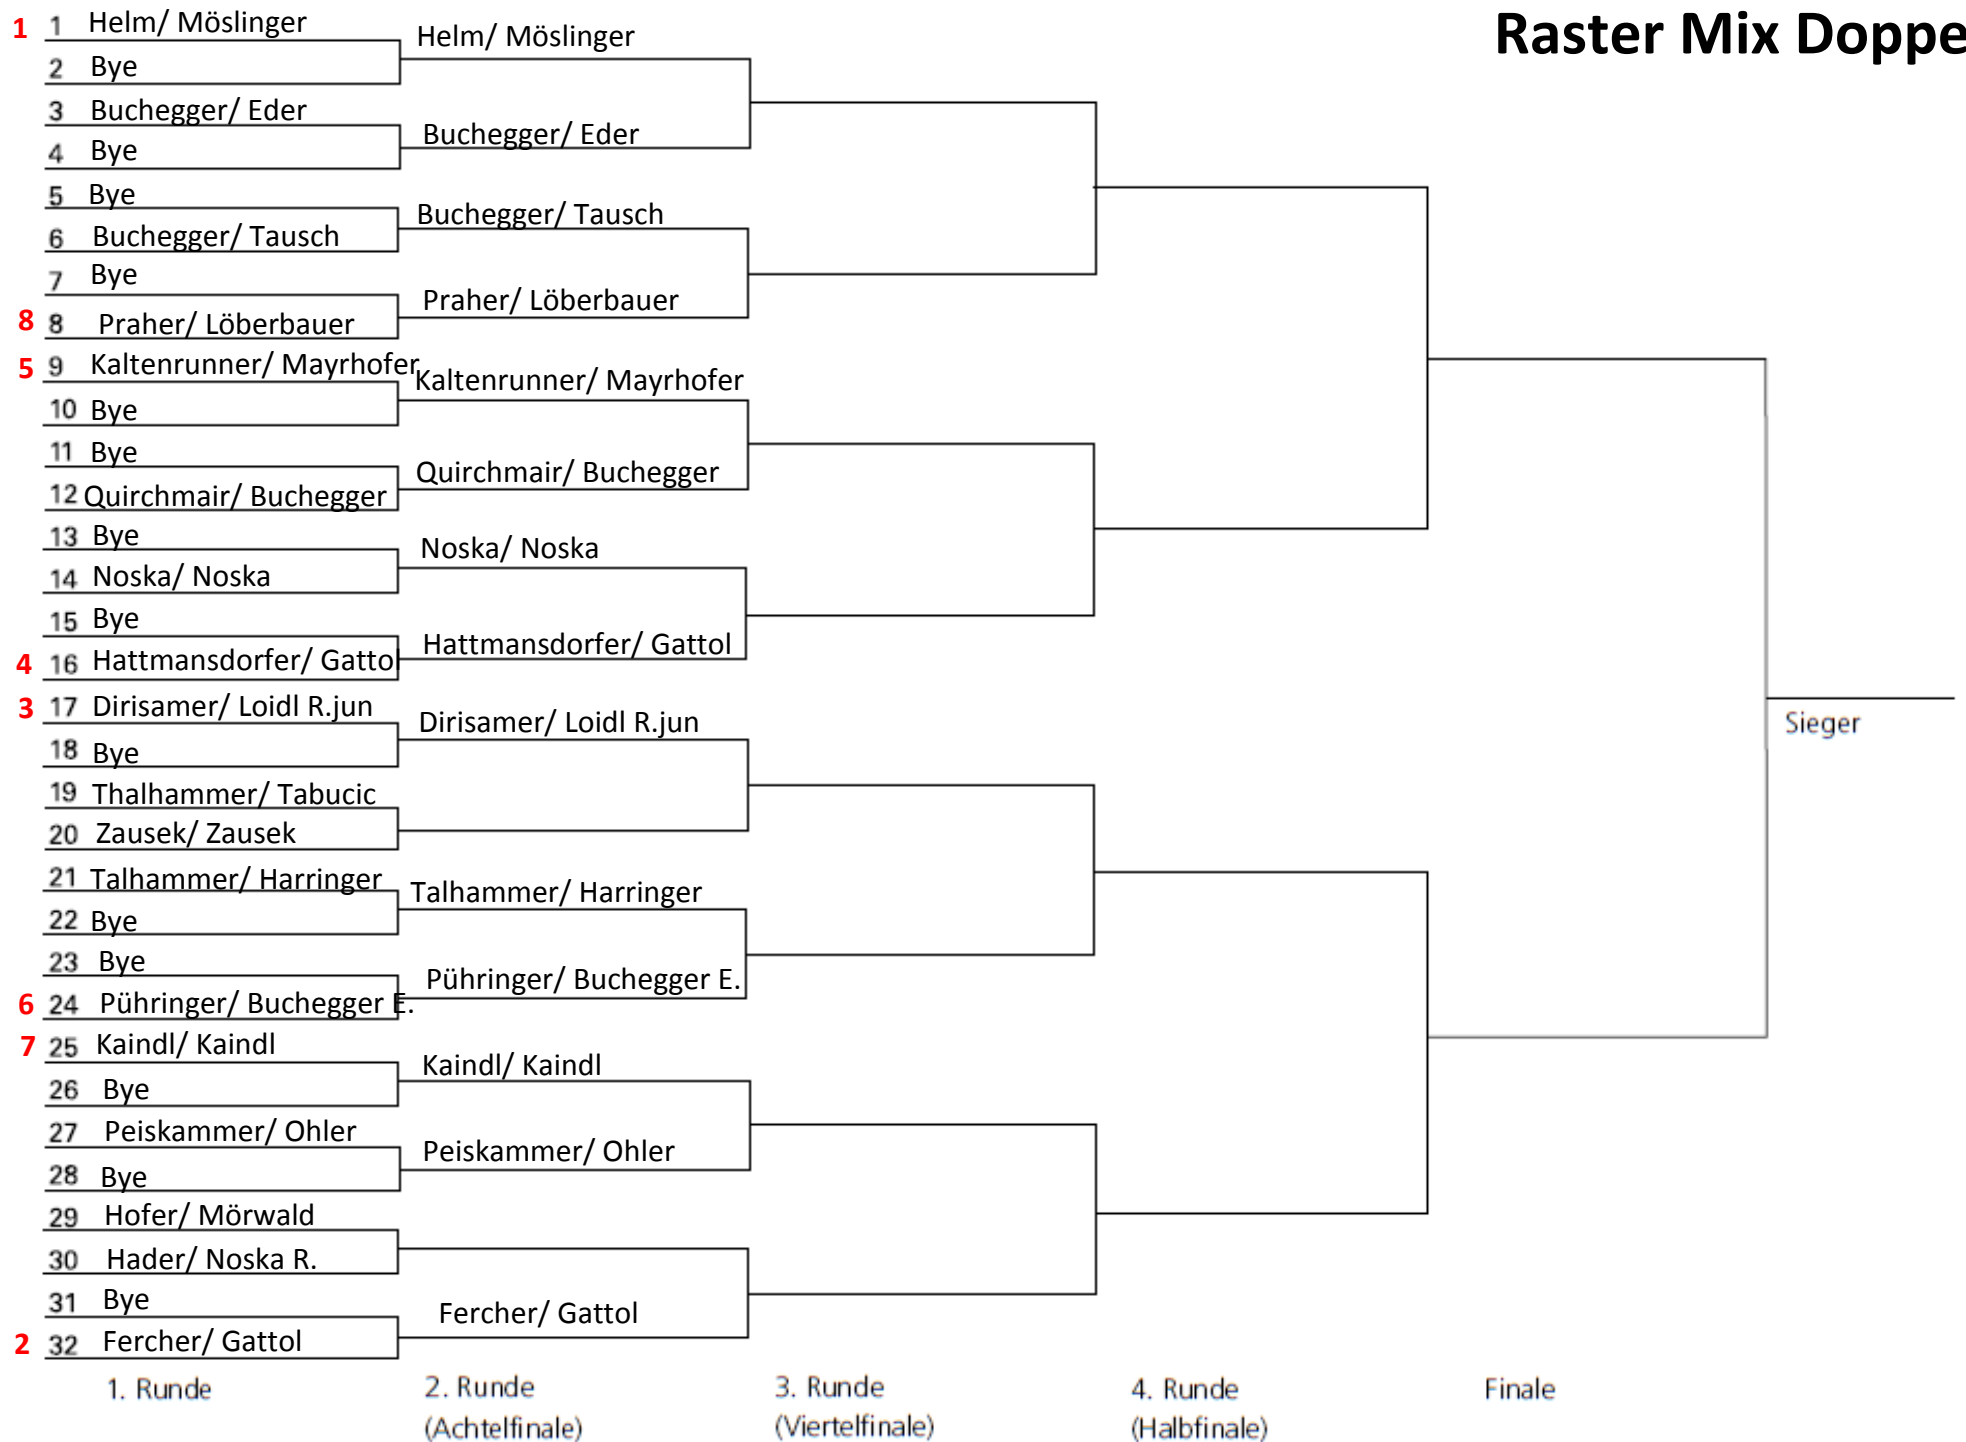 Raster Mix Doppe
1 1 Helm/ Möslinger
2 Bye
3 Buchegger/ Eder
4 Bye
5 Bye
6 Buchegger/ Tausch
7 Bye
8 8 Praher/ Löberbauer
5 9 Kaltenrunner/ Mayrhofer
10 Bye
11 Bye
12 Quirchmair/ Buchegger
13 Bye
14 Noska/ Noska
15 Bye
4 16 Hattmansdorfer/ Gattol
3 17 Dirisamer/ Loidl R.jun
18 Bye
19 Thalhammer/ Tabucic
20 Zausek/ Zausek
21 Talhammer/ Harringer
22 Bye
23 Bye
6 24 Pühringer/ Buchegger E.
7 25 Kaindl/ Kaindl
26 Bye
27 Peiskammer/ Ohler
28 Bye
29 Hofer/ Mörwald
30 Hader/ Noska R.
31 Bye
2 32 Fercher/ Gattol
Helm/ Möslinger
Buchegger/ Eder
Buchegger/ Tausch
Praher/ Löberbauer
Kaltenrunner/ Mayrhofer
Quirchmair/ Buchegger
Noska/ Noska
Hattmansdorfer/ Gattol
Dirisamer/ Loidl R.jun
Talhammer/ Harringer
Pühringer/ Buchegger E.
Kaindl/ Kaindl
Peiskammer/ Ohler
Fercher/ Gattol
Sieger
1. Runde
2. Runde
(Achtelfinale)
3. Runde
(Viertelfinale)
4. Runde
(Halbfinale)
Finale